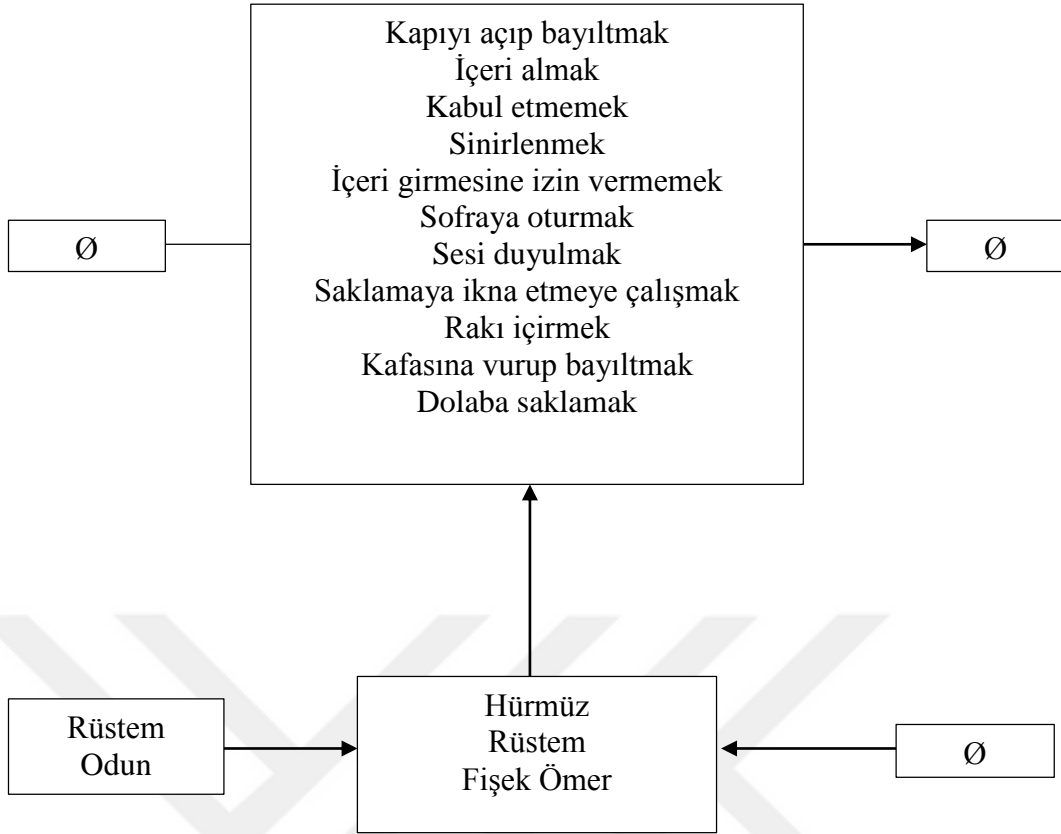 Kapıyı açıp bayıltmak
İçeri almak
Kabul etmemek
Sinirlenmek
İçeri girmesine izin vermemek
Sofraya oturmak
Sesi duyulmak
Saklamaya ikna etmeye çalışmak
Rakı içirmek
Kafasına vurup bayıltmak
Dolaba saklamak
Ø
Ø
Rüstem
Odun
Hürmüz
Rüstem
Fişek Ömer
Ø